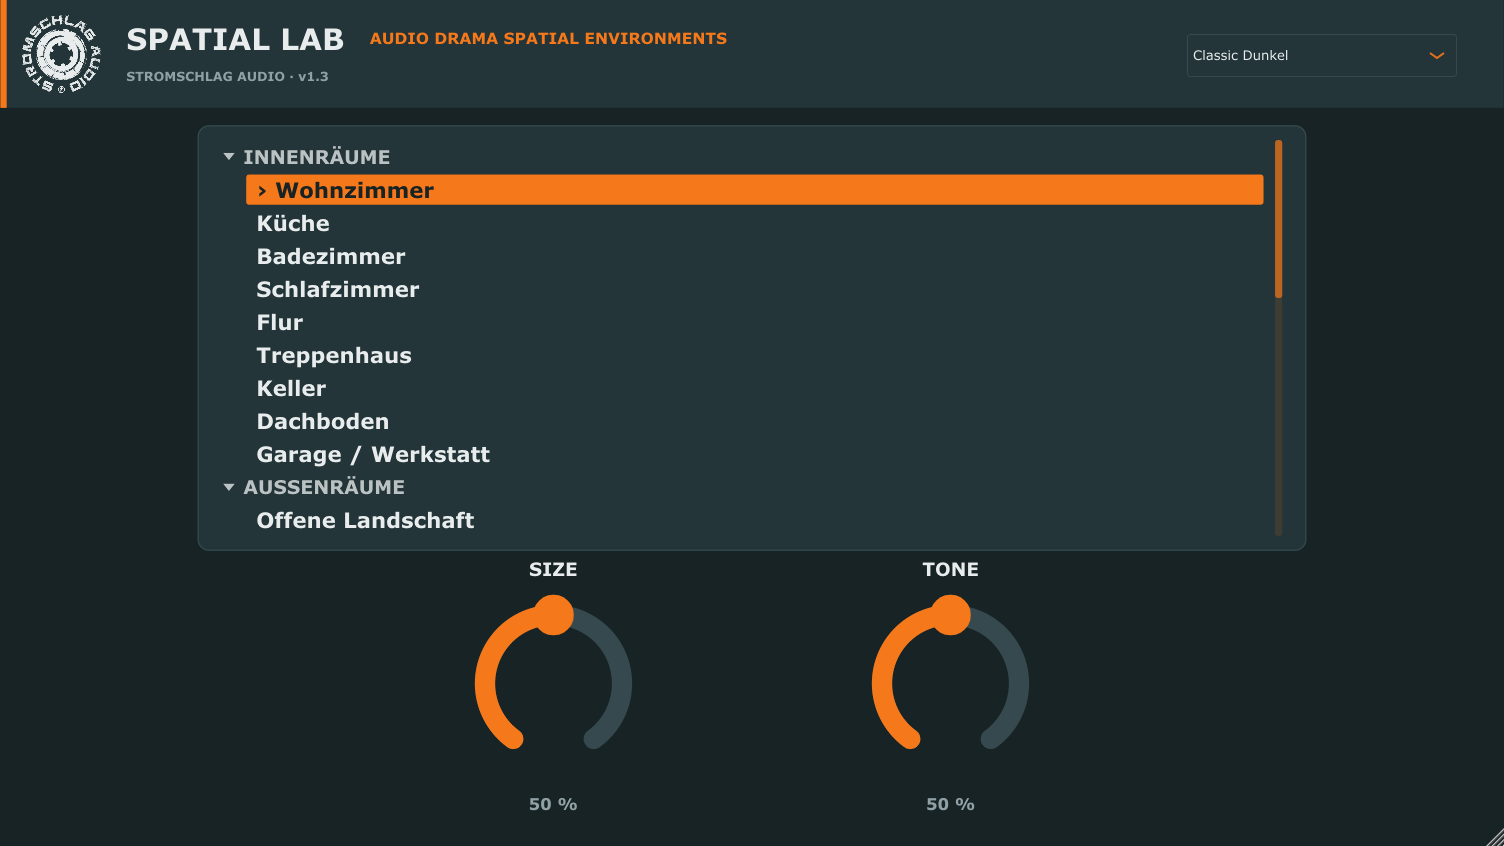 STROMSCHLAG AUDIO
SPATIAL LAB
AUDIO DRAMA SPATIAL ENVIRONMENTS
STROMSCHLAG AUDIO · v1.3
Classic Dunkel
INNENRÄUME
› Wohnzimmer
Küche
Badezimmer
Schlafzimmer
Flur
Treppenhaus
Keller
Dachboden
Garage / Werkstatt
AUSSENRÄUME
Offene Landschaft
SIZE
TONE
50 %
50 %